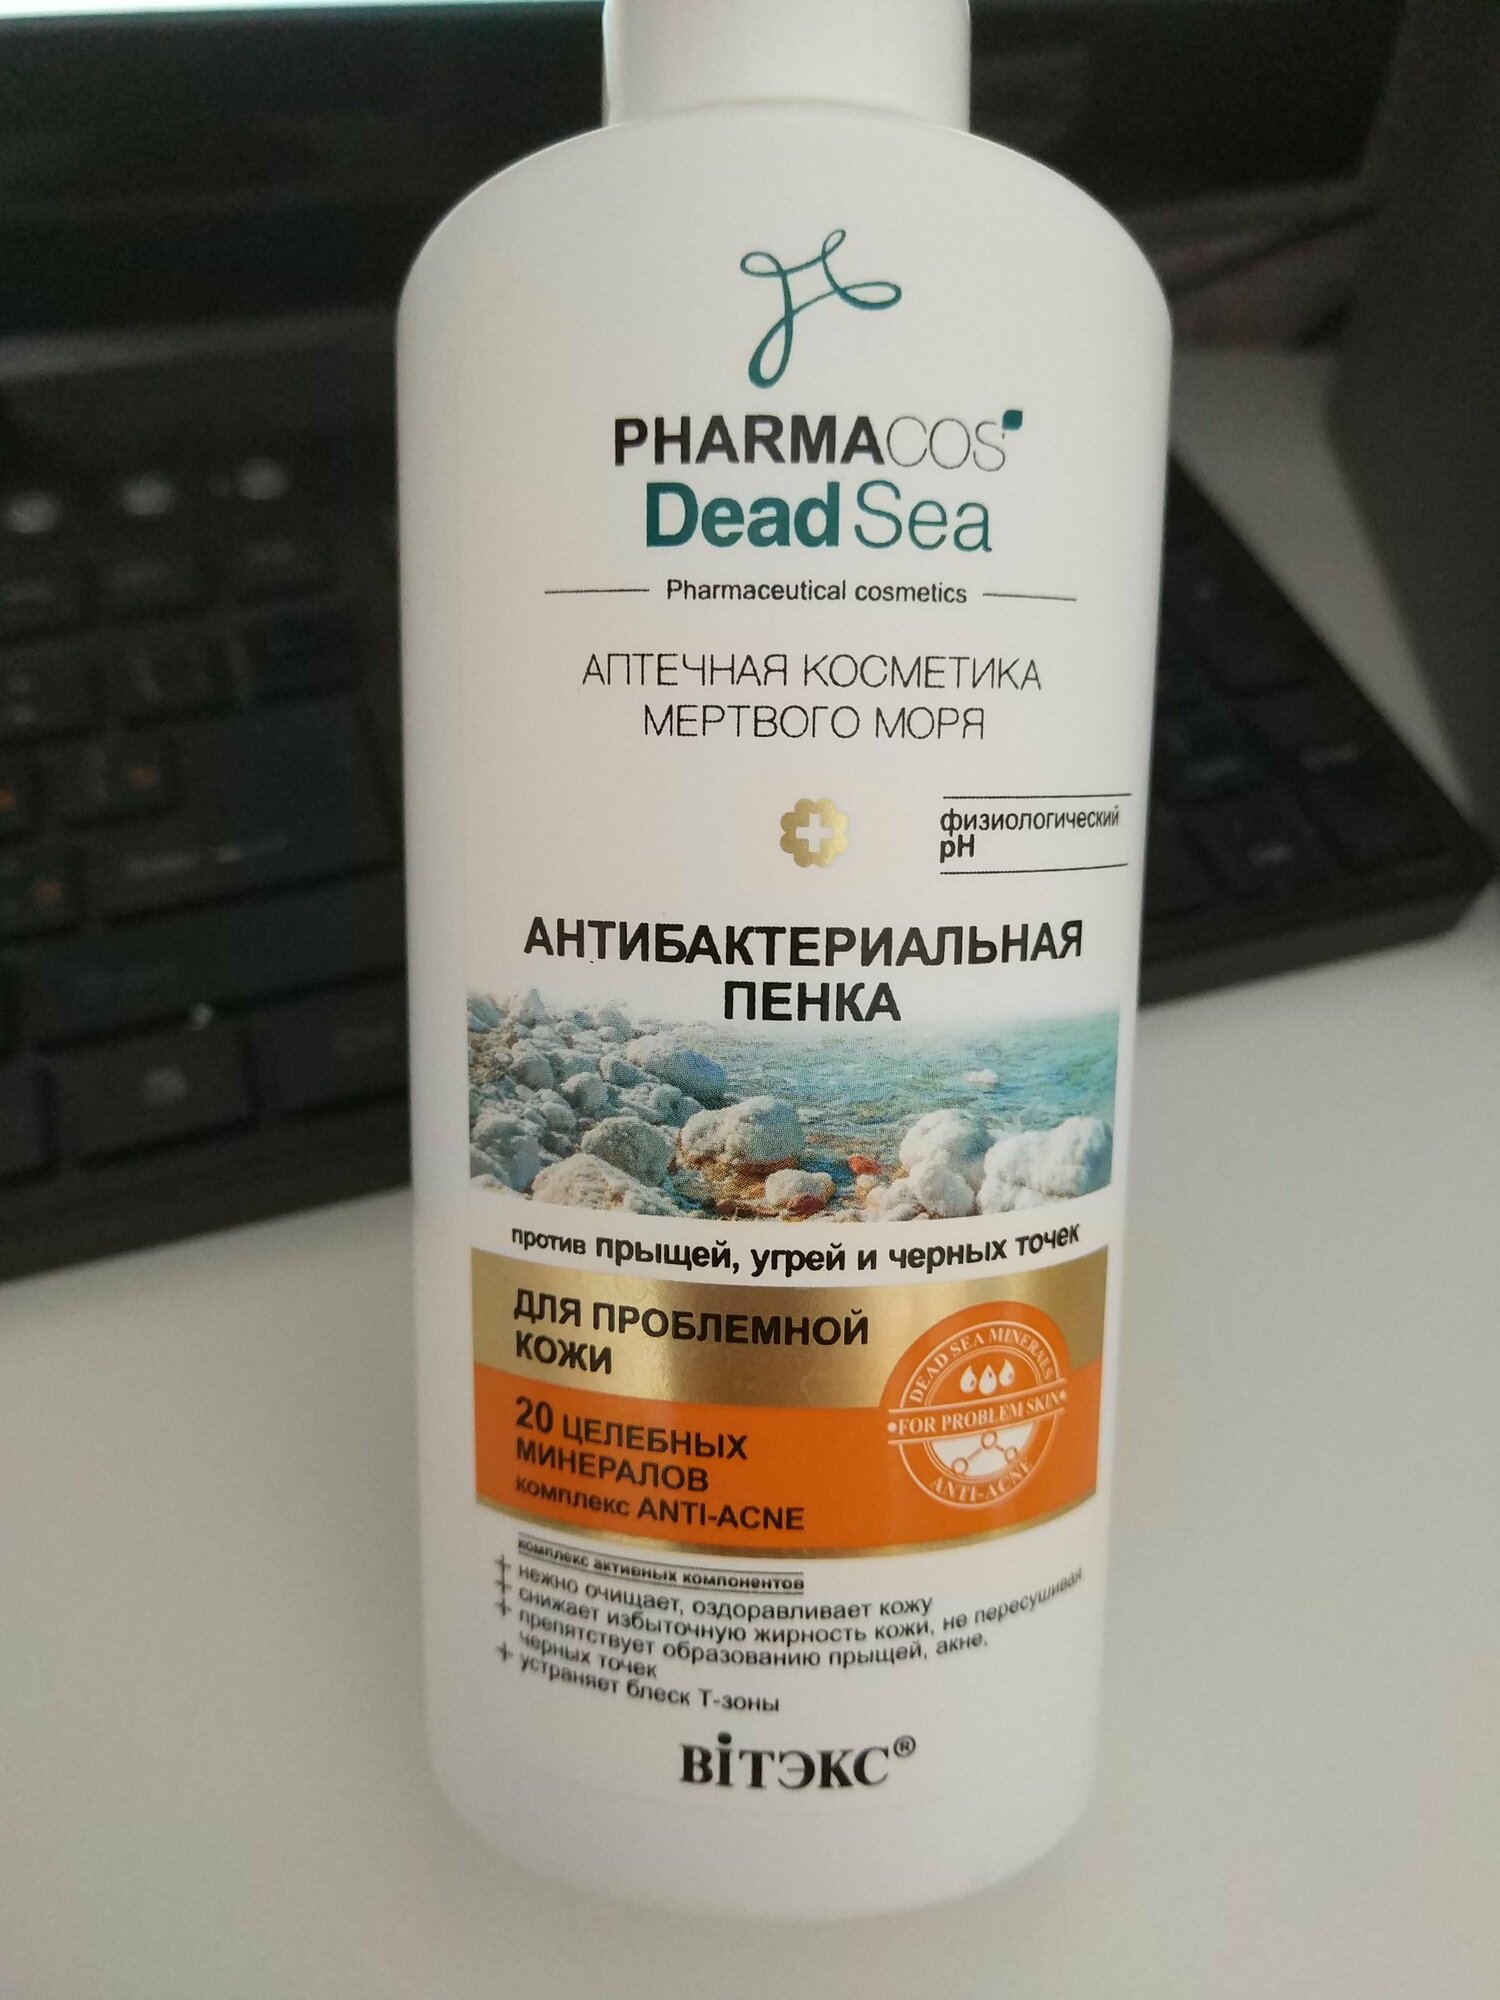 PHARMACOS
Dead Sea
Pharmaceutical cosmetics
АПТЕЧНАЯ КОСМЕТИКА
МЕРТВОГО МОРЯ
физиологический
pH
АНТИБАКТЕРИАЛЬНАЯ
ПЕНКА
против прыщей, угрей и черных точек
ДЛЯ ПРОБЛЕМНОЙ
КОЖИ
20 ЦЕЛЕБНЫХ
МИНЕРАЛОВ
комплекс ANTI-ACNE
DEAD SEA MINERALS
•FOR PROBLEM SKIN•
ANTI-ACNE
комплекс активных компонентов
+ нежно очищает, оздоравливает кожу
+ снижает избыточную жирность кожи, не пересушивая
+ препятствует образованию прыщей, акне,
черных точек
+ устраняет блеск Т-зоны
ВіТЭКС®